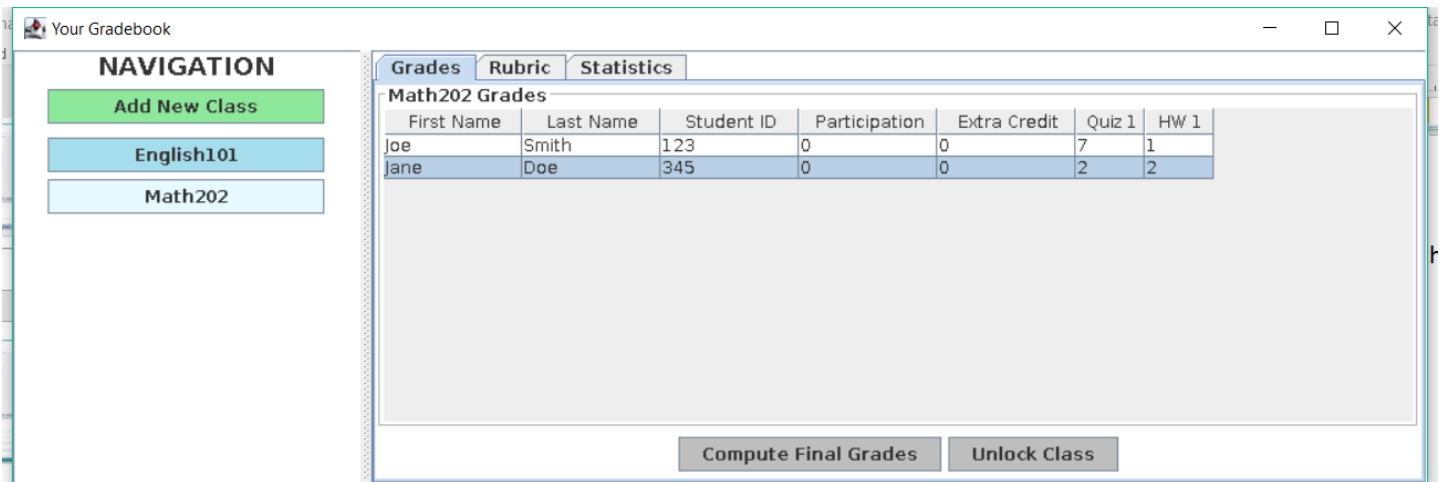 Your Gradebook
NAVIGATION
Add New Class
English101
Math202
Grades Rubric Statistics
Math202 Grades
First Name Last Name Student ID Participation Extra Credit Quiz 1 HW 1
Joe Smith 123 0 0 7 1
Jane Doe 345 0 0 2 2
Compute Final Grades Unlock Class